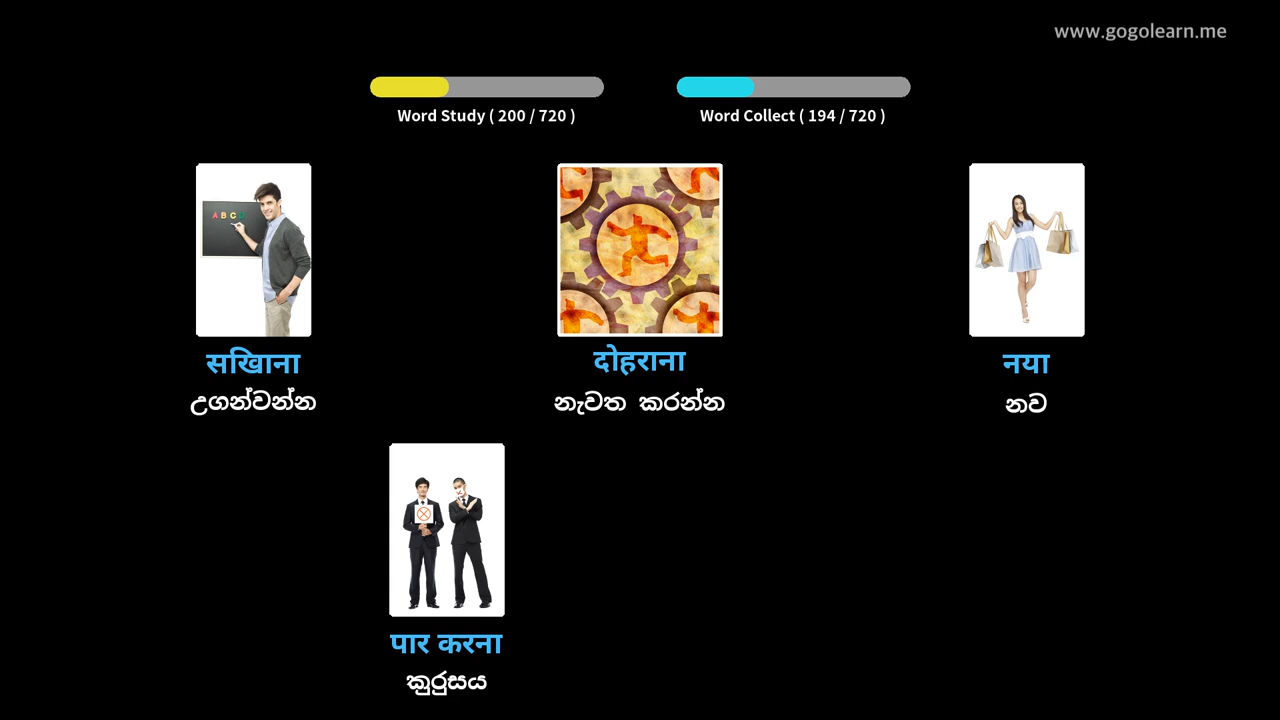 www.gogolearn.me
Word Study ( 200 / 720 )
Word Collect ( 194 / 720 )
A B C D
सखिाना
दोहराना
नया
උගන්වන්න
නැවත කරන්න
නව
पार करना
කුරුසය